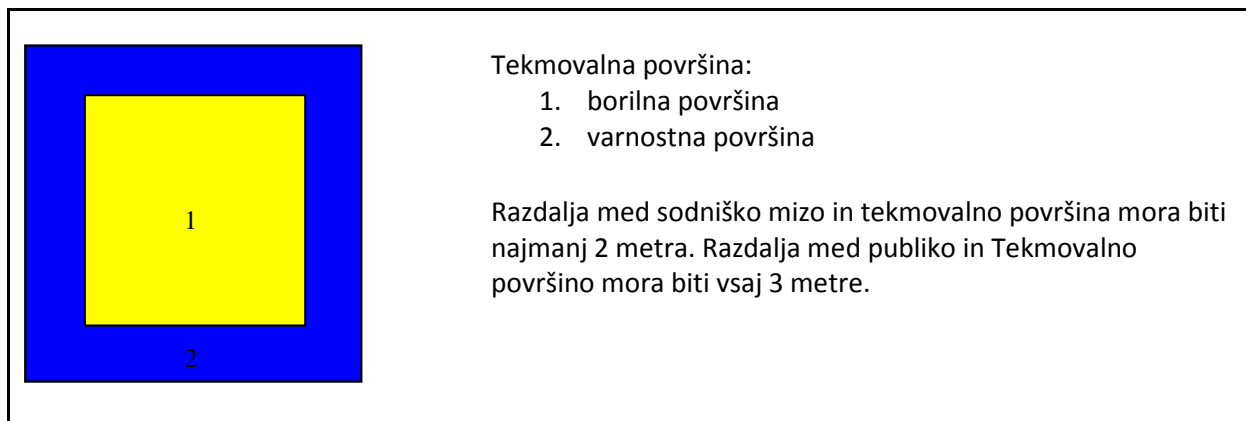 Tekmovalna površina:
1. borilna površina
2. varnostna površina
Razdalja med sodniško mizo in tekmovalno površina mora biti
najmanj 2 metra. Razdalja med publiko in Tekmovalno
površino mora biti vsaj 3 metre.
1
2